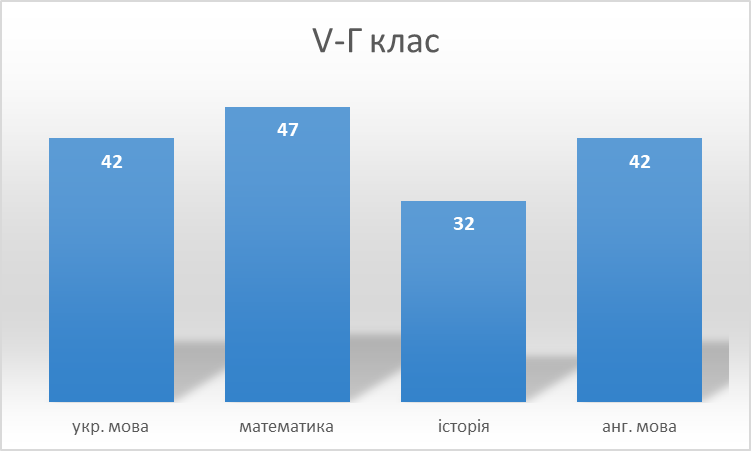 V-Г клас
42
47
32
42
укр. мова
математика
історія
анг. мова